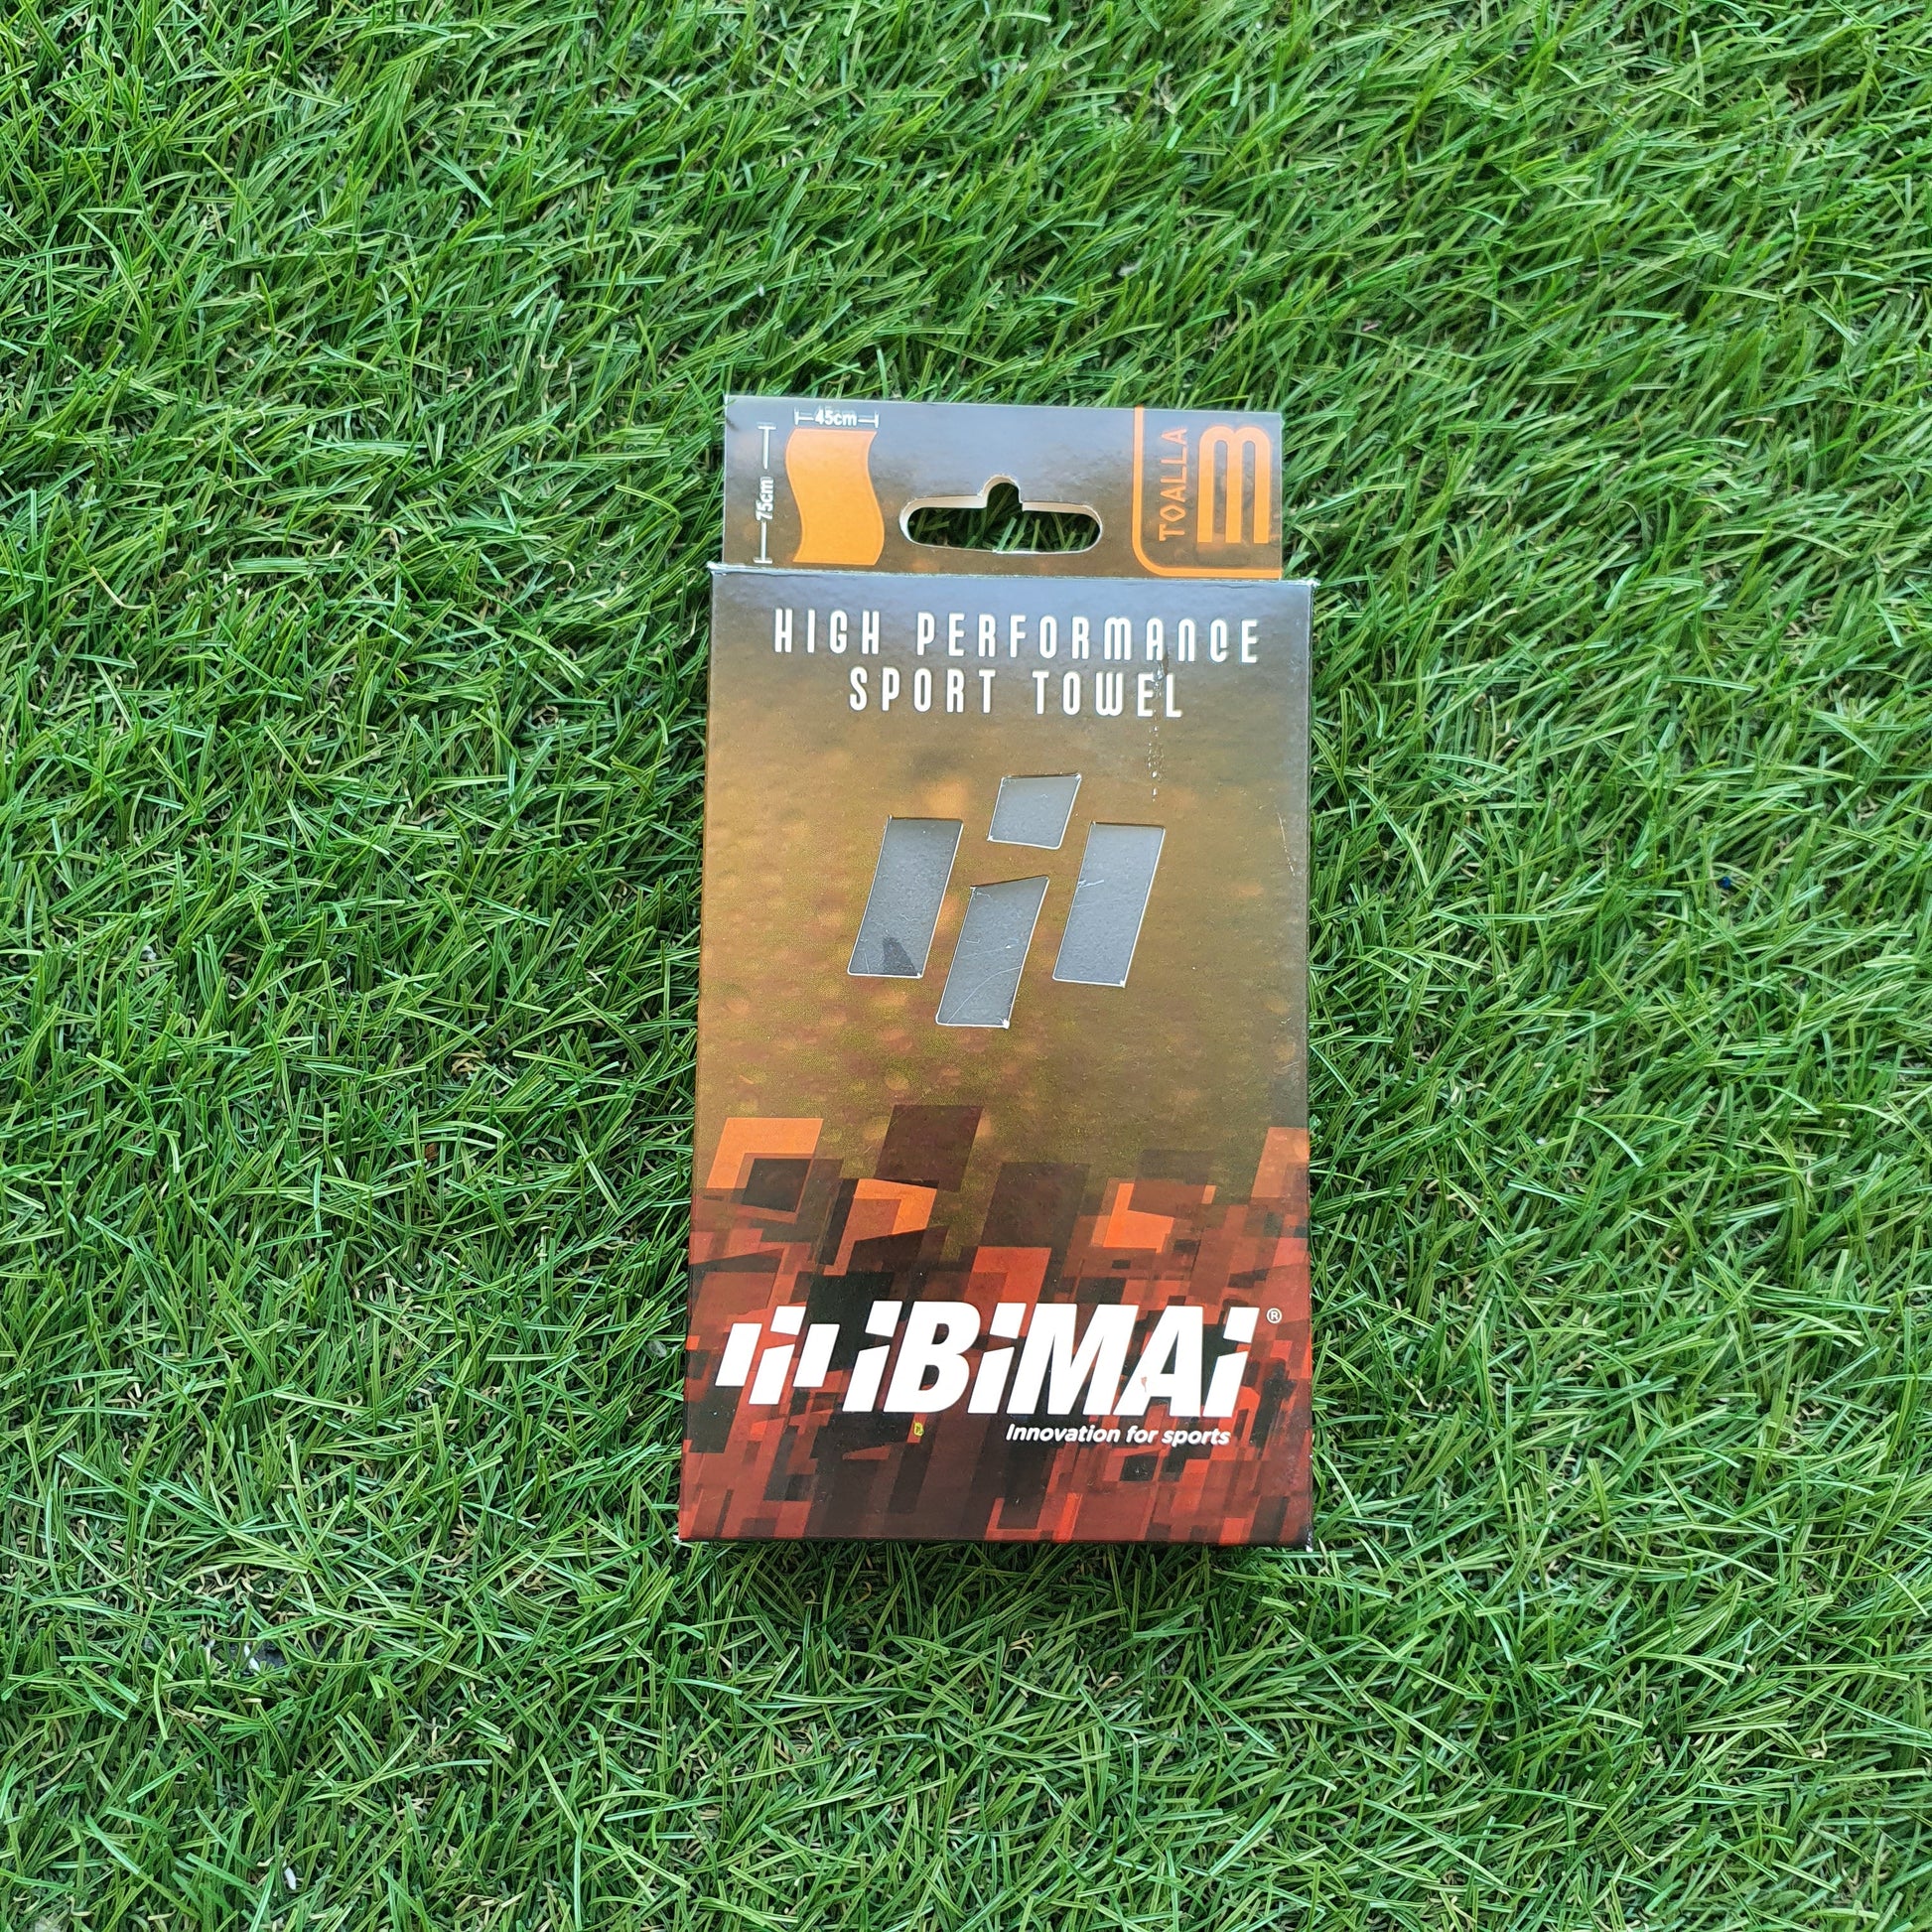 45cm
75cm
TOALLA
M
HIGH PERFORMANCE
SPORT TOWEL
iBiMAi®
Innovation for sports